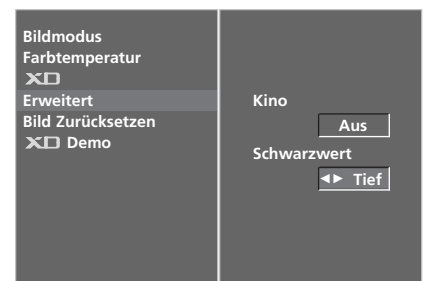 Bildmodus
Farbtemperatur
XD
Erweitert
Bild Zurücksetzen
XD Demo
Kino
Aus
Schwarzwert
◄► Tief